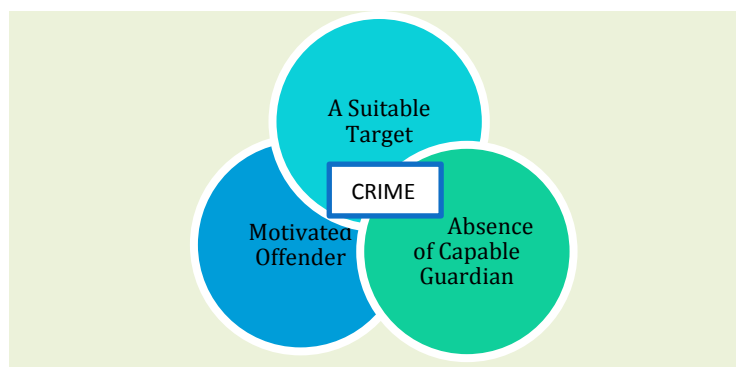 A Suitable
Target
CRIME
Motivated
Offender
Absence
of Capable
Guardian